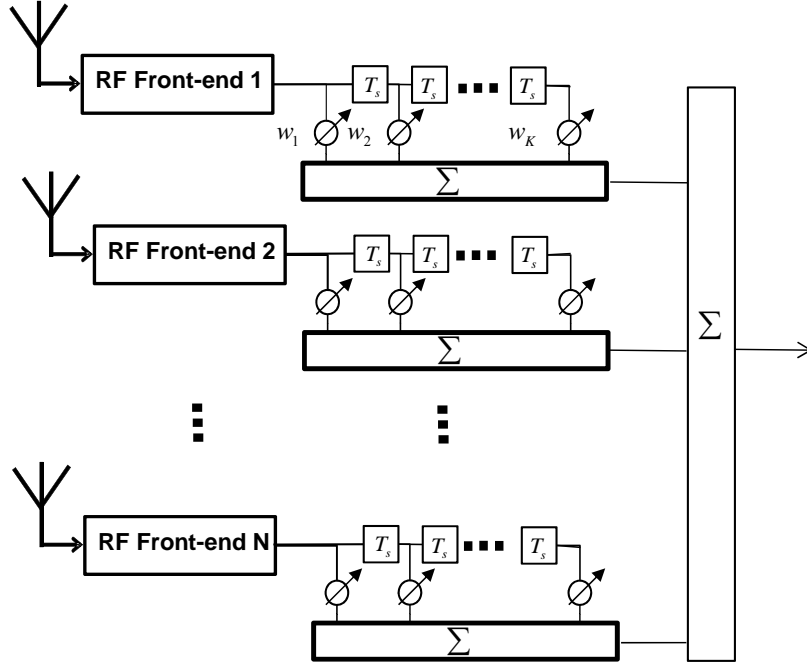 RF Front-end 1
T_s T_s T_s
w_1 w_2 w_K
Σ
RF Front-end 2
T_s T_s T_s
Σ
Σ
RF Front-end N
T_s T_s T_s
Σ